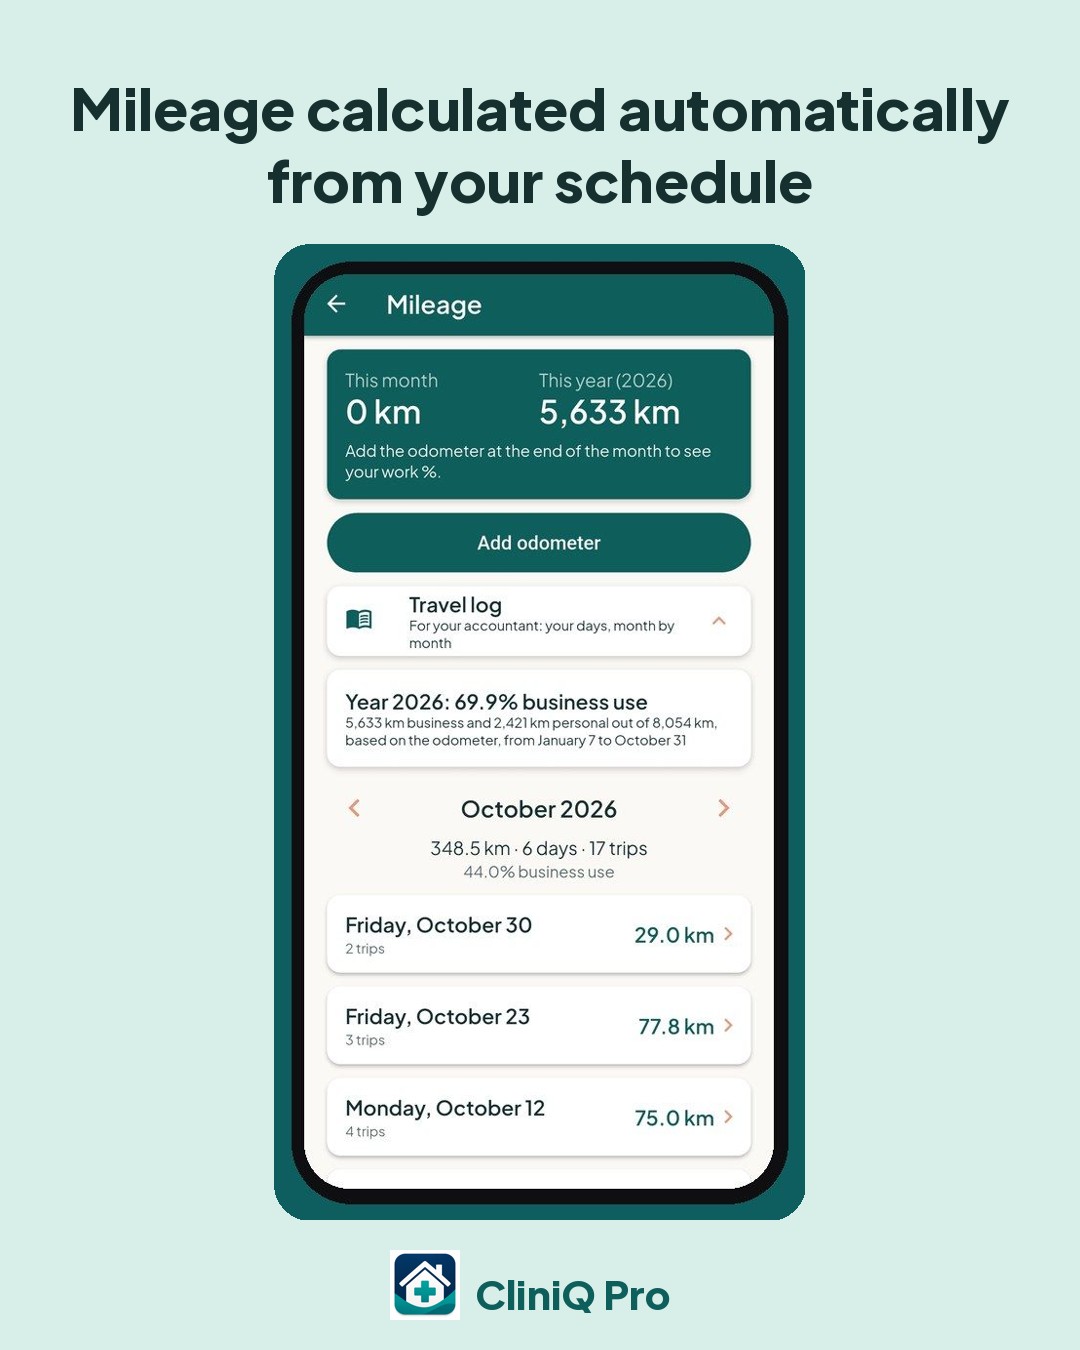 Mileage calculated automatically
from your schedule
Mileage
This month
0 km
This year (2026)
5,633 km
Add the odometer at the end of the month to see
your work %.
Add odometer
Travel log
For your accountant: your days, month by
month
Year 2026: 69.9% business use
5,633 km business and 2,421 km personal out of 8,054 km,
based on the odometer, from January 7 to October 31
October 2026
348.5 km · 6 days · 17 trips
44.0% business use
Friday, October 30
2 trips
29.0 km
Friday, October 23
3 trips
77.8 km
Monday, October 12
4 trips
75.0 km
CliniQ Pro